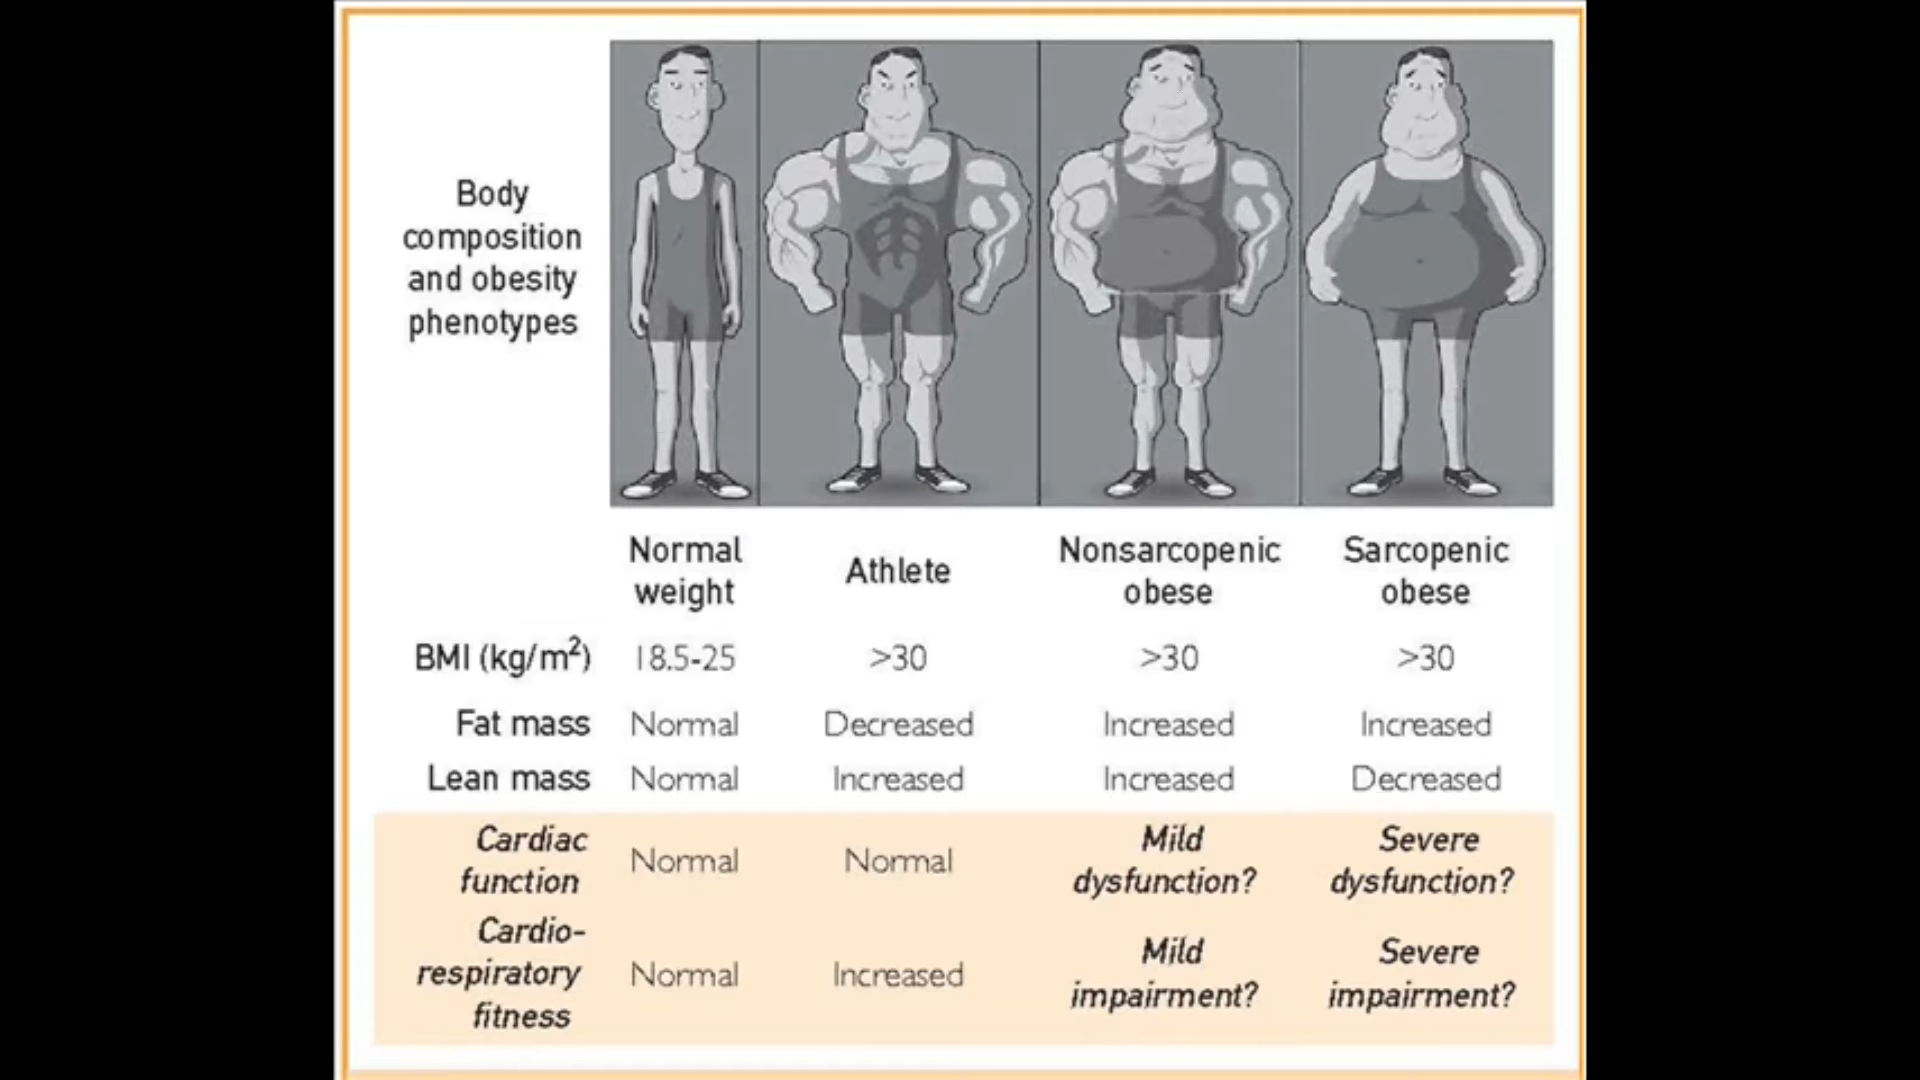 Body
composition
and obesity
phenotypes
Normal
weight
Athlete
Nonsarcopenic
obese
Sarcopenic
obese
BMI (kg/m²) 18.5-25 >30 >30 >30
Fat mass Normal Decreased Increased Increased
Lean mass Normal Increased Increased Decreased
Cardiac
function
Normal
Normal
Mild
dysfunction?
Severe
dysfunction?
Cardio-
respiratory
fitness
Normal
Increased
Mild
impairment?
Severe
impairment?